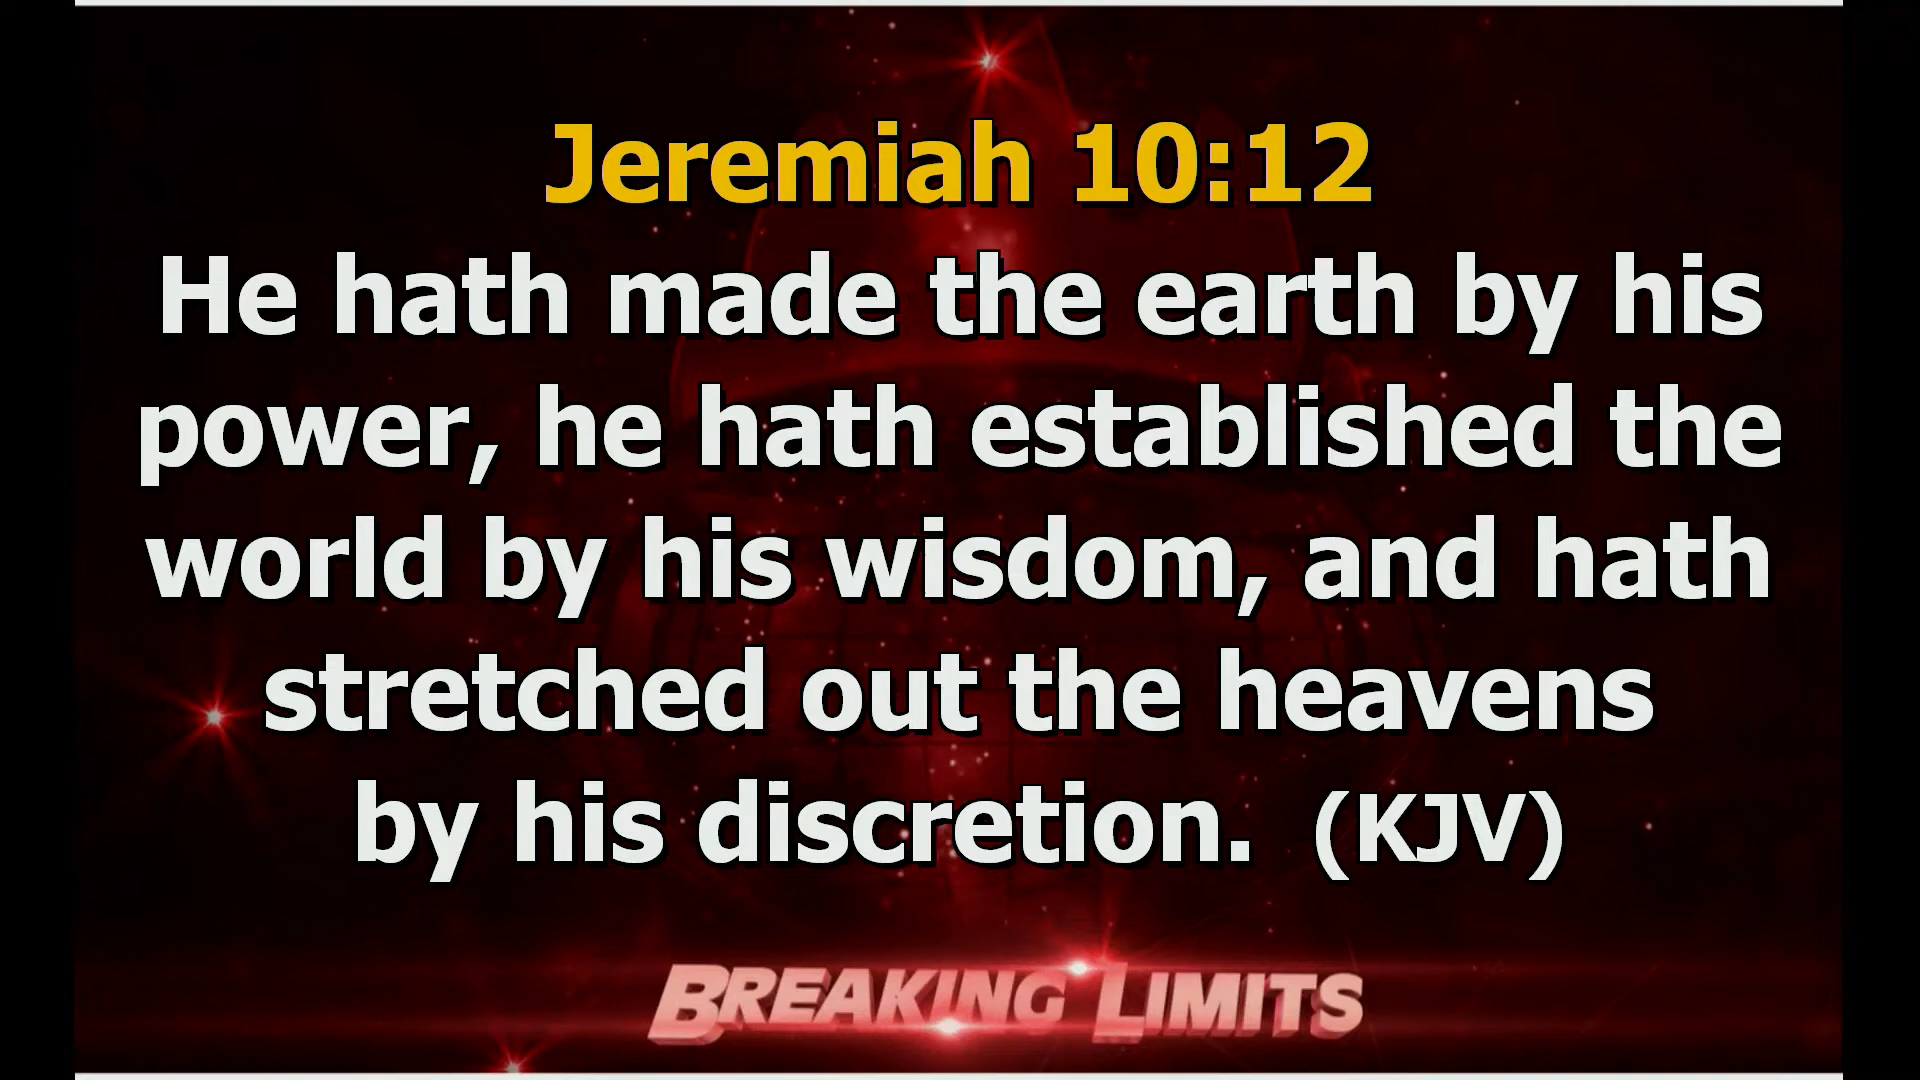 Jeremiah 10:12
He hath made the earth by his
power, he hath established the
world by his wisdom, and hath
stretched out the heavens
by his discretion. (KJV)
BREAKING LIMITS